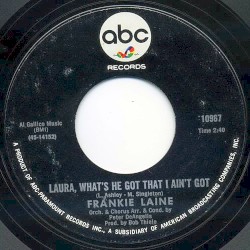 abc
RECORDS
Al Gallico Music
(BMI)
(45-14153)
10967
Time 2:40
LAURA, WHAT'S HE GOT THAT I AIN'T GOT
(L. Ashley - M. Singleton)
FRANKIE LAINE
Orch. & Chorus Arr. & Cond. by
Peter DeAngelis
Prod. by Bob Thiele
A PRODUCT OF ABC-PARAMOUNT RECORDS, INC. • A SUBSIDIARY OF AMERICAN BROADCASTING COMPANIES, INC.